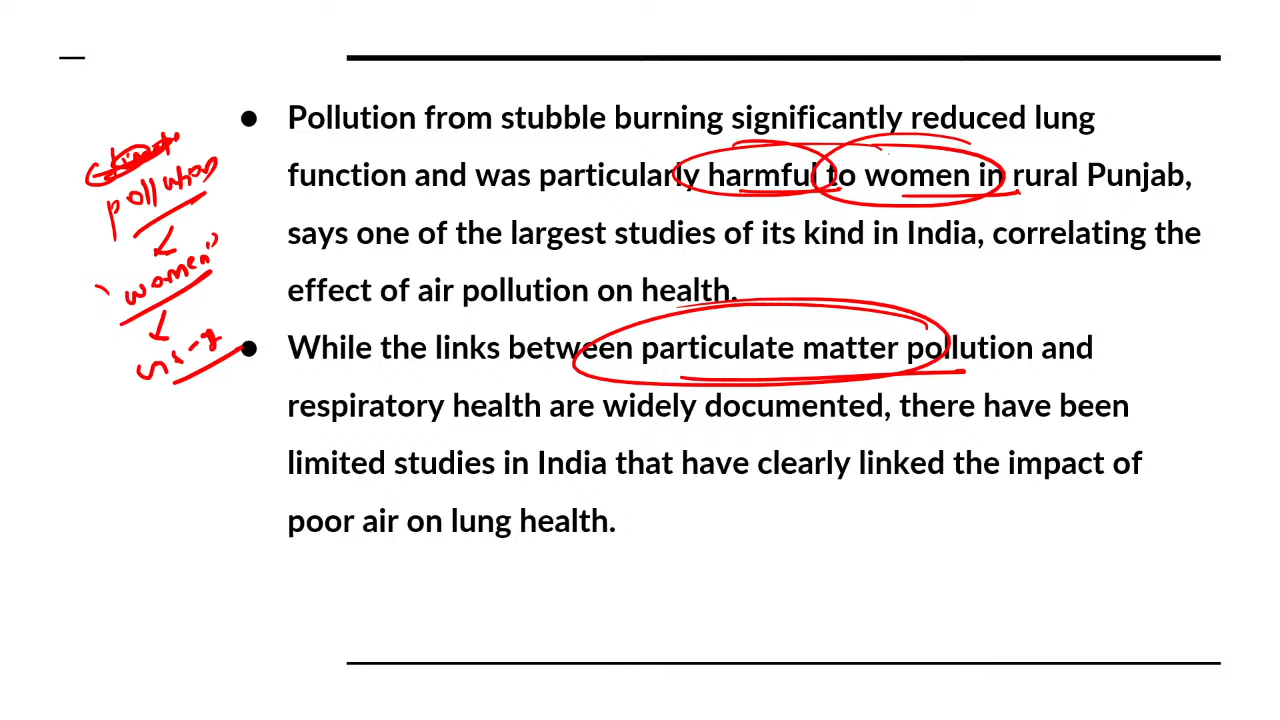 ● Pollution from stubble burning significantly reduced lung
function and was particularly harmful to women in rural Punjab,
says one of the largest studies of its kind in India, correlating the
effect of air pollution on health.
● While the links between particulate matter pollution and
respiratory health are widely documented, there have been
limited studies in India that have clearly linked the impact of
poor air on lung health.
pollution
"women"